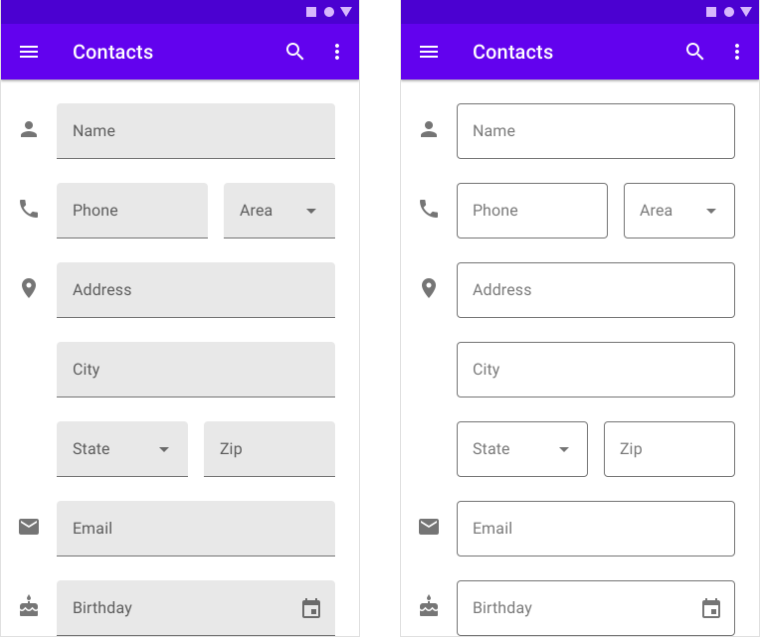 Contacts
Name
Phone Area
Address
City
State Zip
Email
Birthday
Contacts
Name
Phone Area
Address
City
State Zip
Email
Birthday